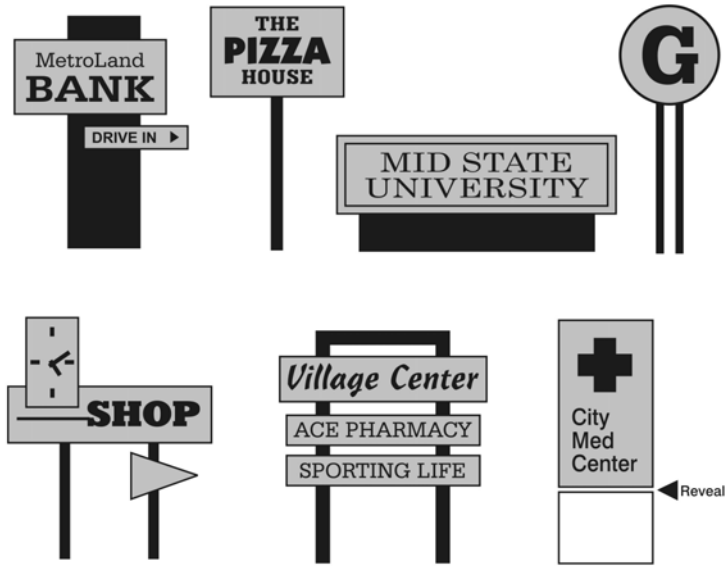 MetroLand
BANK
DRIVE IN
THE
PIZZA
HOUSE
MID STATE
UNIVERSITY
G
SHOP
Village Center
ACE PHARMACY
SPORTING LIFE
City
Med
Center
Reveal